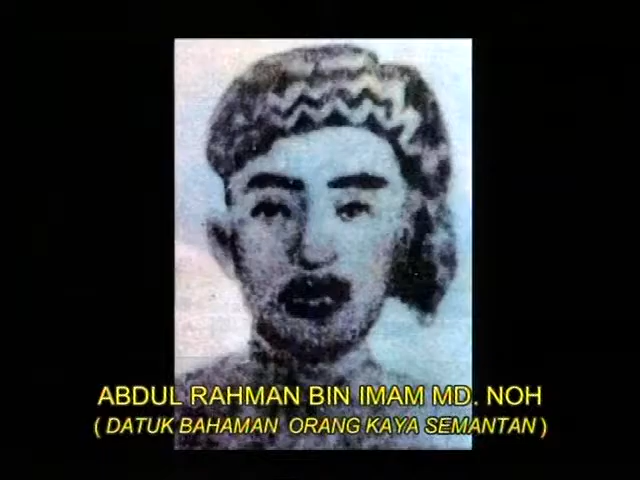 ABDUL RAHMAN BIN IMAM MD. NOH
( DATUK BAHAMAN ORANG KAYA SEMANTAN )